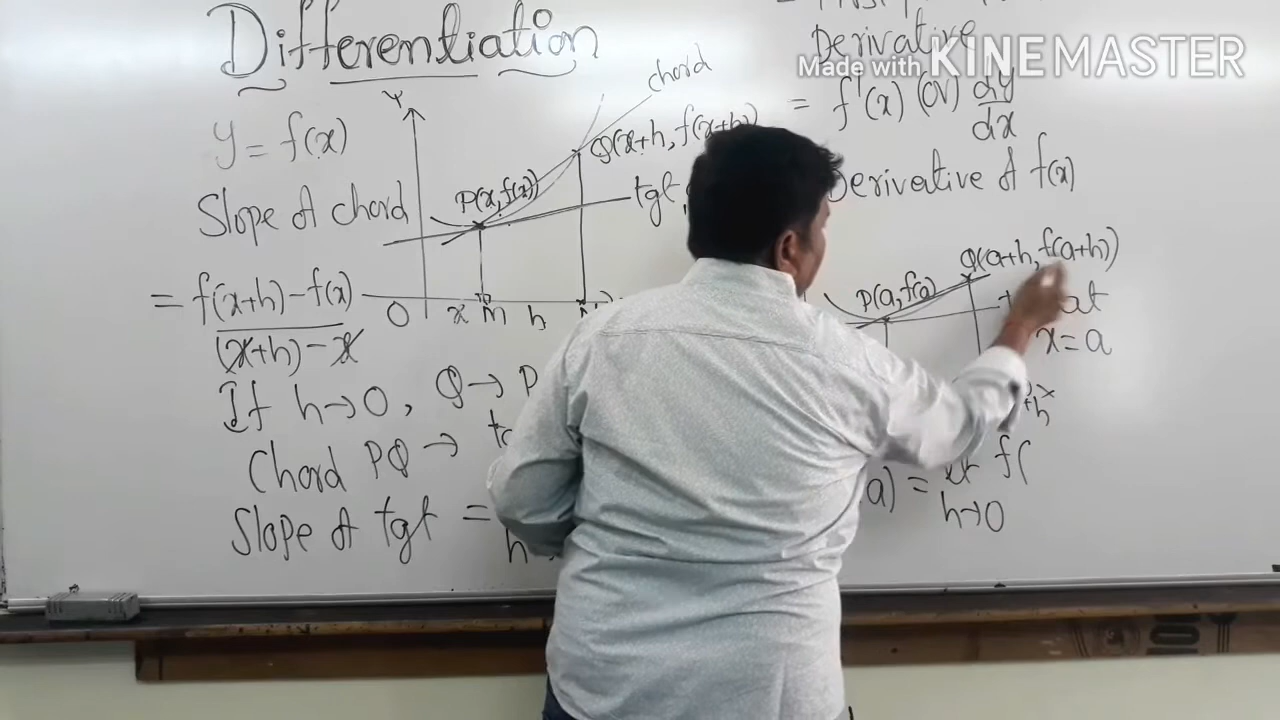 Differentiation
y = f(x)
Slope of chord
= f(x+h) - f(x)
(x+h) - x
If h→0, Q→P
Chord PQ →
Slope of tgt =
h
Y
chord
Q(x+h, f(x+h))
P(x, f(x))
tgt
O x M h
Derivative
Made with KINEMASTER
= f'(x) (or) dy
dx
Derivative of f(x)
Q(a+h, f(a+h))
P(a, f(a))
at
x = a
a) = lt f(
h→0